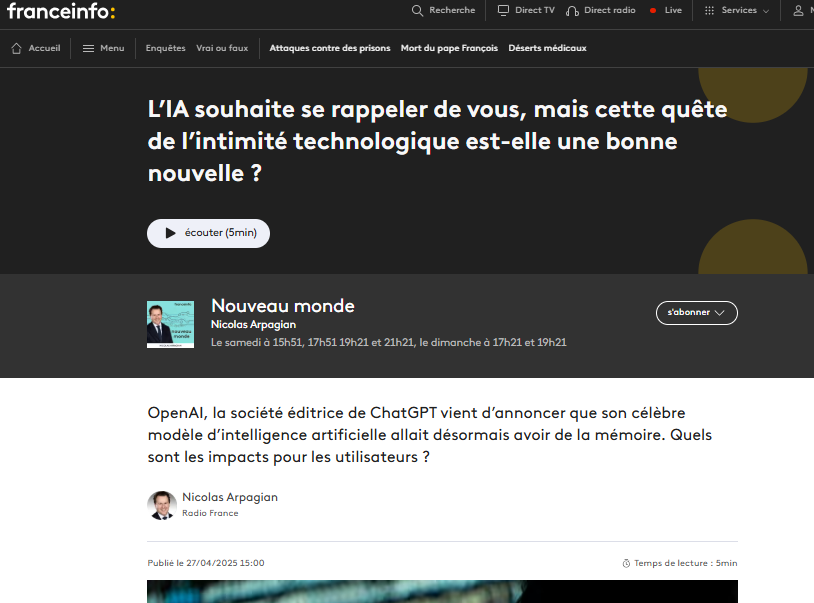 franceinfo:
Recherche Direct TV Direct radio Live Services
Accueil Menu Enquêtes Vrai ou faux Attaques contre des prisons Mort du pape François Déserts médicaux
L'IA souhaite se rappeler de vous, mais cette quête
de l'intimité technologique est-elle une bonne
nouvelle ?
écouter (5min)
Nouveau monde
Nicolas Arpagian
Le samedi à 15h51, 17h51 19h21 et 21h21, le dimanche à 17h21 et 19h21
s'abonner
franceinfo
nouveau
monde
OpenAI, la société éditrice de ChatGPT vient d'annoncer que son célèbre
modèle d'intelligence artificielle allait désormais avoir de la mémoire. Quels
sont les impacts pour les utilisateurs ?
Nicolas Arpagian
Radio France
Publié le 27/04/2025 15:00
Temps de lecture : 5min